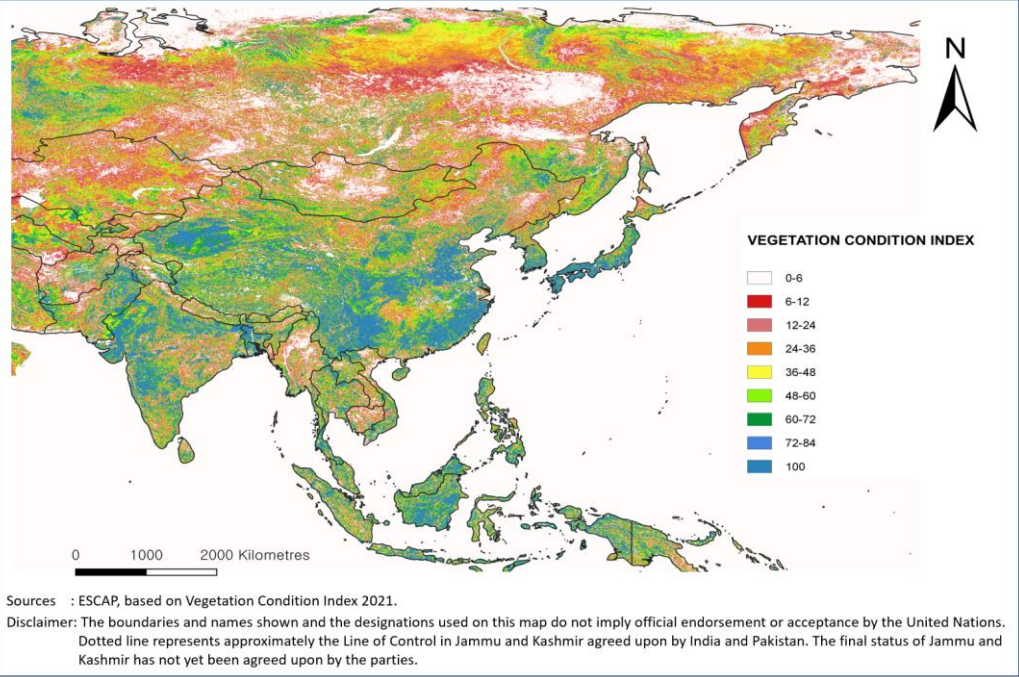 N
VEGETATION CONDITION INDEX
0-6
6-12
12-24
24-36
36-48
48-60
60-72
72-84
100
0 1000 2000 Kilometres
Sources : ESCAP, based on Vegetation Condition Index 2021.
Disclaimer: The boundaries and names shown and the designations used on this map do not imply official endorsement or acceptance by the United Nations.
Dotted line represents approximately the Line of Control in Jammu and Kashmir agreed upon by India and Pakistan. The final status of Jammu and
Kashmir has not yet been agreed upon by the parties.